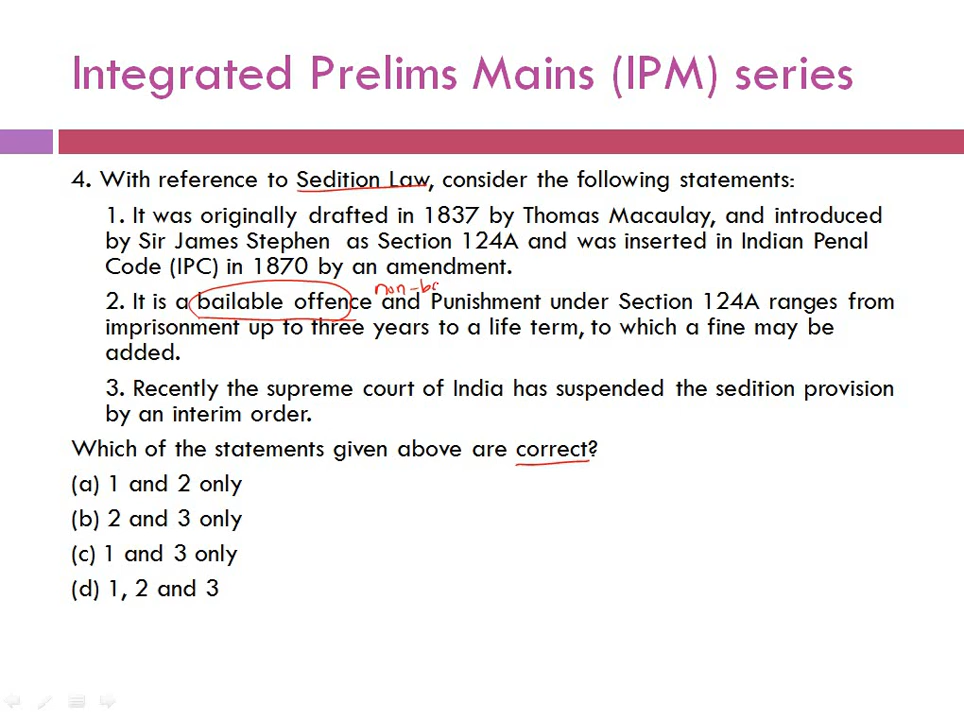 Integrated Prelims Mains (IPM) series
4. With reference to Sedition Law, consider the following statements:
1. It was originally drafted in 1837 by Thomas Macaulay, and introduced
by Sir James Stephen as Section 124A and was inserted in Indian Penal
Code (IPC) in 1870 by an amendment.
non-ba
2. It is a bailable offence and Punishment under Section 124A ranges from
imprisonment up to three years to a life term, to which a fine may be
added.
3. Recently the supreme court of India has suspended the sedition provision
by an interim order.
Which of the statements given above are correct?
(a) 1 and 2 only
(b) 2 and 3 only
(c) 1 and 3 only
(d) 1, 2 and 3